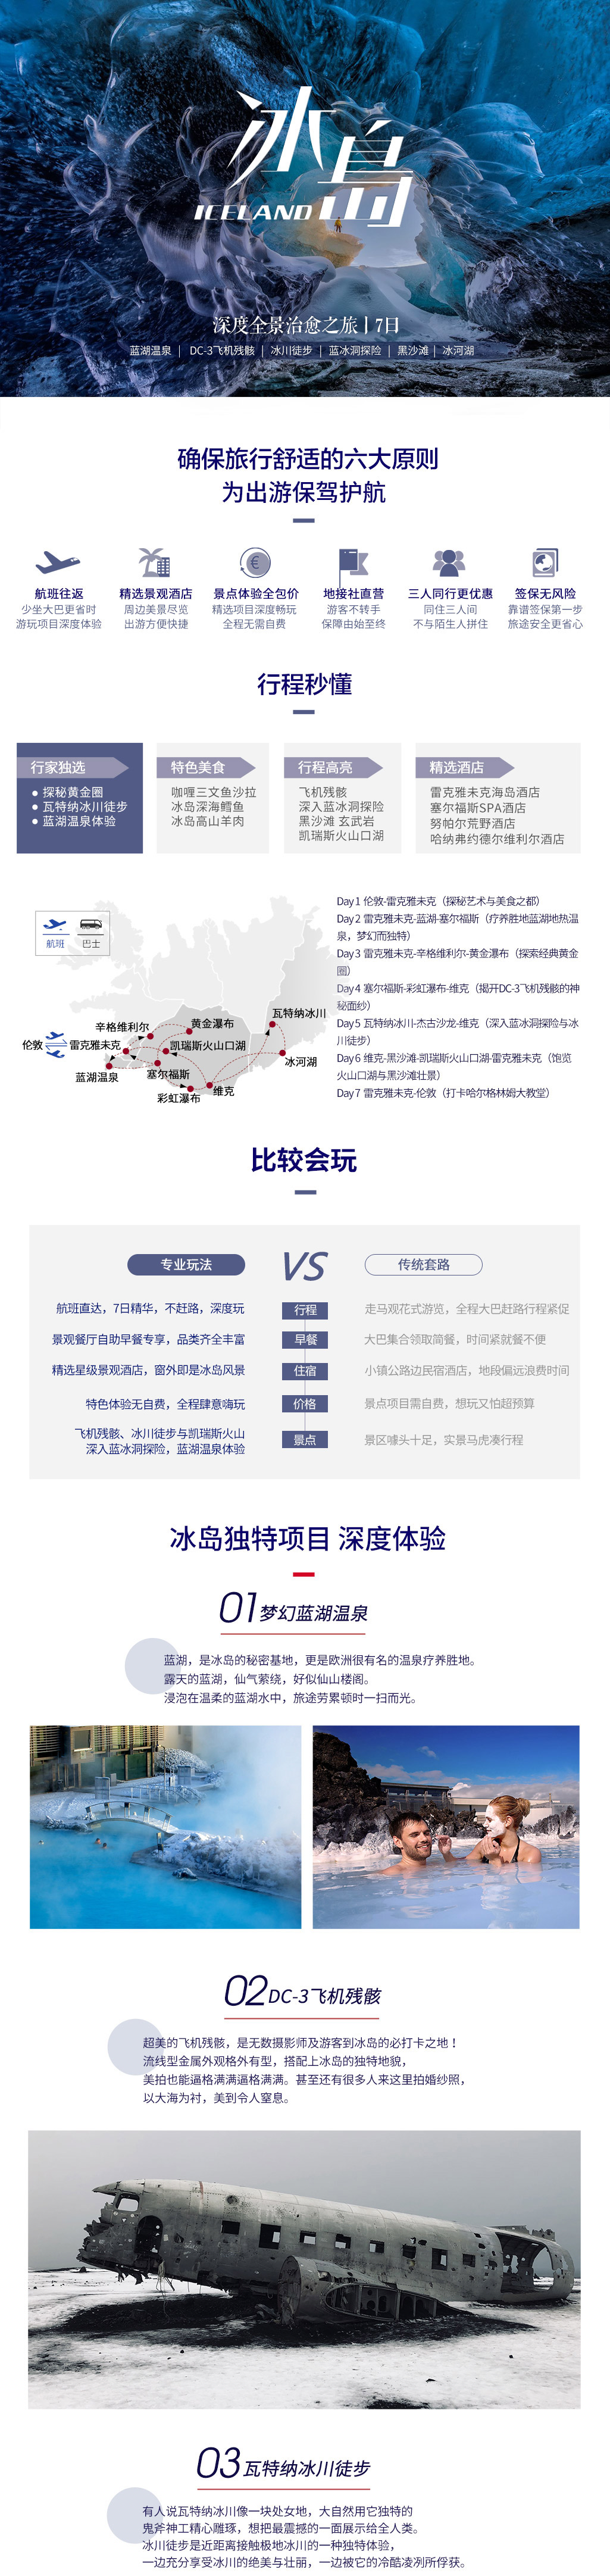 冰岛
ICELAND
深度全景治愈之旅丨7日
蓝湖温泉 | DC-3飞机残骸 | 冰川徒步 | 蓝冰洞探险 | 黑沙滩 | 冰河湖
确保旅行舒适的六大原则
为出游保驾护航
航班往返
少坐大巴更省时
游玩项目深度体验
精选景观酒店
周边美景尽览
出游方便快捷
€
景点体验全包价
精选项目深度畅玩
全程无需自费
地接社直营
游客不转手
保障由始至终
三人同行更优惠
同住三人间
不与陌生人拼住
签保无风险
靠谱签保第一步
旅途安全更省心
行程秒懂
行家独选
● 探秘黄金圈
● 瓦特纳冰川徒步
● 蓝湖温泉体验
特色美食
咖喱三文鱼沙拉
冰岛深海鳕鱼
冰岛高山羊肉
行程高亮
飞机残骸
深入蓝冰洞探险
黑沙滩 玄武岩
凯瑞斯火山口湖
精选酒店
雷克雅未克海岛酒店
塞尔福斯SPA酒店
努帕尔荒野酒店
哈纳弗约德尔维利尔酒店
航班
巴士
瓦特纳冰川
黄金瀑布
辛格维利尔
伦敦
雷克雅未克
凯瑞斯火山口湖
冰河湖
蓝湖温泉
塞尔福斯
维克
彩虹瀑布
Day 1 伦敦-雷克雅未克（探秘艺术与美食之都）
Day 2 雷克雅未克-蓝湖-塞尔福斯（疗养胜地蓝湖地热温
泉，梦幻而独特）
Day 3 雷克雅未克-辛格维利尔-黄金瀑布（探索经典黄金
圈）
Day 4 塞尔福斯-彩虹瀑布-维克（揭开DC-3飞机残骸的神
秘面纱）
Day 5 瓦特纳冰川-杰古沙龙-维克（深入蓝冰洞探险与冰
川徒步）
Day 6 维克-黑沙滩-凯瑞斯火山口湖-雷克雅未克（饱览
火山口湖与黑沙滩壮景）
Day 7 雷克雅未克-伦敦（打卡哈尔格林姆大教堂）
比较会玩
专业玩法
VS
传统套路
航班直达，7日精华，不赶路，深度玩
行程
走马观花式游览，全程大巴赶路行程紧促
景观餐厅自助早餐专享，品类齐全丰富
早餐
大巴集合领取简餐，时间紧就餐不便
精选星级景观酒店，窗外即是冰岛风景
住宿
小镇公路边民宿酒店，地段偏远浪费时间
特色体验无自费，全程肆意嗨玩
价格
景点项目需自费，想玩又怕超预算
飞机残骸、冰川徒步与凯瑞斯火山
深入蓝冰洞探险，蓝湖温泉体验
景点
景区噱头十足，实景马虎凑行程
冰岛独特项目 深度体验
01梦幻蓝湖温泉
蓝湖，是冰岛的秘密基地，更是欧洲很有名的温泉疗养胜地。
露天的蓝湖，仙气萦绕，好似仙山楼阁。
浸泡在温柔的蓝湖水中，旅途劳累顿时一扫而光。
02DC-3飞机残骸
超美的飞机残骸，是无数摄影师及游客到冰岛的必打卡之地！
流线型金属外观格外有型，搭配上冰岛的独特地貌，
美拍也能逼格满满逼格满满。甚至还有很多人来这里拍婚纱照，
以大海为衬，美到令人窒息。
03瓦特纳冰川徒步
有人说瓦特纳冰川像一块处女地，大自然用它独特的
鬼斧神工精心雕琢，想把最震撼的一面展示给全人类。
冰川徒步是近距离接触极地冰川的一种独特体验，
一边充分享受冰川的绝美与壮丽，一边被它的冷酷凌冽所俘获。